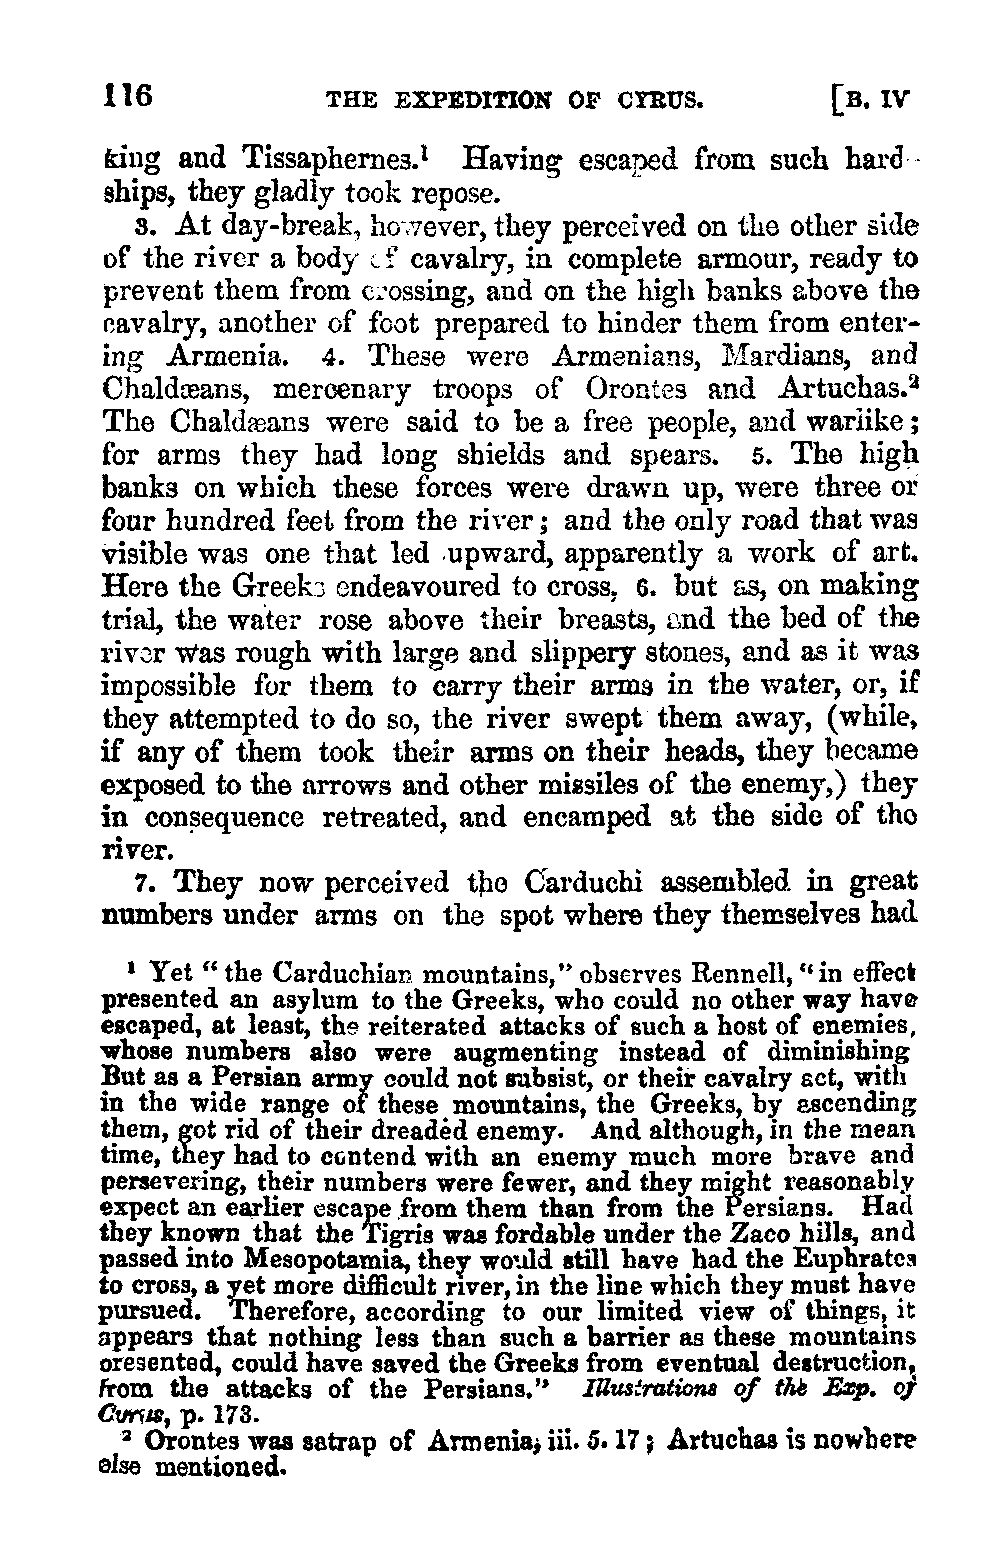 116 THE EXPEDITION OF CYRUS. [B. IV
king and Tissaphernes.¹ Having escaped from such hard-
ships, they gladly took repose.
3. At day-break, however, they perceived on the other side
of the river a body of cavalry, in complete armour, ready to
prevent them from crossing, and on the high banks above the
cavalry, another of foot prepared to hinder them from enter-
ing Armenia. 4. These were Armenians, Mardians, and
Chaldæans, mercenary troops of Orontes and Artuchas.²
The Chaldæans were said to be a free people, and warlike;
for arms they had long shields and spears. 5. The high
banks on which these forces were drawn up, were three or
four hundred feet from the river; and the only road that was
visible was one that led upward, apparently a work of art.
Here the Greeks endeavoured to cross, 6. but as, on making
trial, the water rose above their breasts, and the bed of the
river was rough with large and slippery stones, and as it was
impossible for them to carry their arms in the water, or, if
they attempted to do so, the river swept them away, (while,
if any of them took their arms on their heads, they became
exposed to the arrows and other missiles of the enemy,) they
in consequence retreated, and encamped at the side of the
river.
7. They now perceived the Carduchi assembled in great
numbers under arms on the spot where they themselves had
¹ Yet "the Carduchian mountains," observes Rennell, "in effect
presented an asylum to the Greeks, who could no other way have
escaped, at least, the reiterated attacks of such a host of enemies,
whose numbers also were augmenting instead of diminishing
But as a Persian army could not subsist, or their cavalry act, with
in the wide range of these mountains, the Greeks, by ascending
them, got rid of their dreaded enemy. And although, in the mean
time, they had to contend with an enemy much more brave and
persevering, their numbers were fewer, and they might reasonably
expect an earlier escape from them than from the Persians. Had
they known that the Tigris was fordable under the Zaco hills, and
passed into Mesopotamia, they would still have had the Euphrates
to cross, a yet more difficult river, in the line which they must have
pursued. Therefore, according to our limited view of things, it
appears that nothing less than such a barrier as these mountains
presented, could have saved the Greeks from eventual destruction,
from the attacks of the Persians." Illustrations of the Exp. of
Cyrus, p. 173.
² Orontes was satrap of Armenia, iii. 5. 17; Artuchas is nowhere
else mentioned.